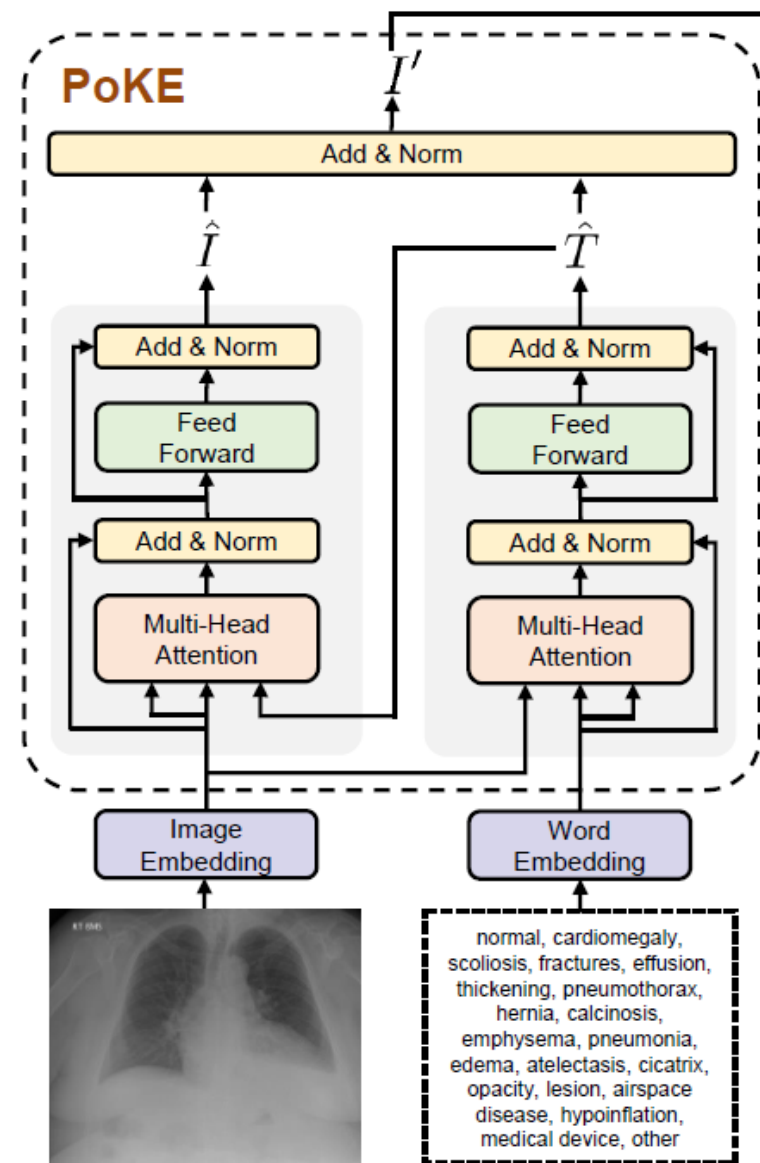 I′
PoKE
Add & Norm
Î
T̂
Add & Norm
Add & Norm
Feed
Forward
Feed
Forward
Add & Norm
Add & Norm
Multi-Head
Attention
Multi-Head
Attention
Image
Embedding
Word
Embedding
normal, cardiomegaly,
scoliosis, fractures, effusion,
thickening, pneumothorax,
hernia, calcinosis,
emphysema, pneumonia,
edema, atelectasis, cicatrix,
opacity, lesion, airspace
disease, hypoinflation,
medical device, other